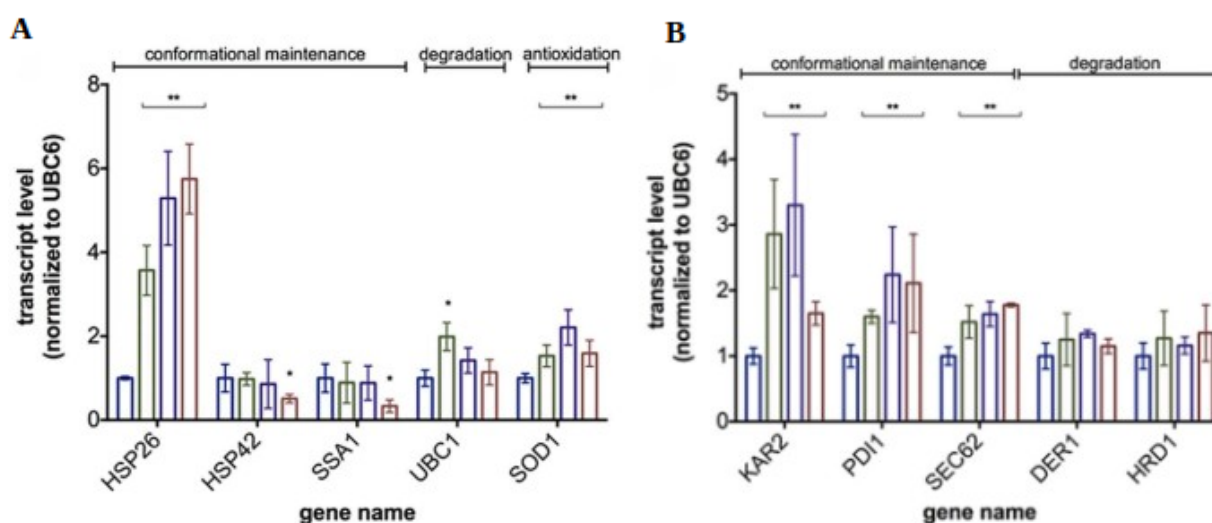 A
conformational maintenance
degradation
antioxidation
**
**
*
*
*
8
6
4
2
0
transcript level
(normalized to UBC6)
HSP26
HSP42
SSA1
UBC1
SOD1
gene name
B
conformational maintenance
degradation
**
**
**
5
4
3
2
1
0
transcript level
(normalized to UBC6)
KAR2
PDI1
SEC62
DER1
HRD1
gene name